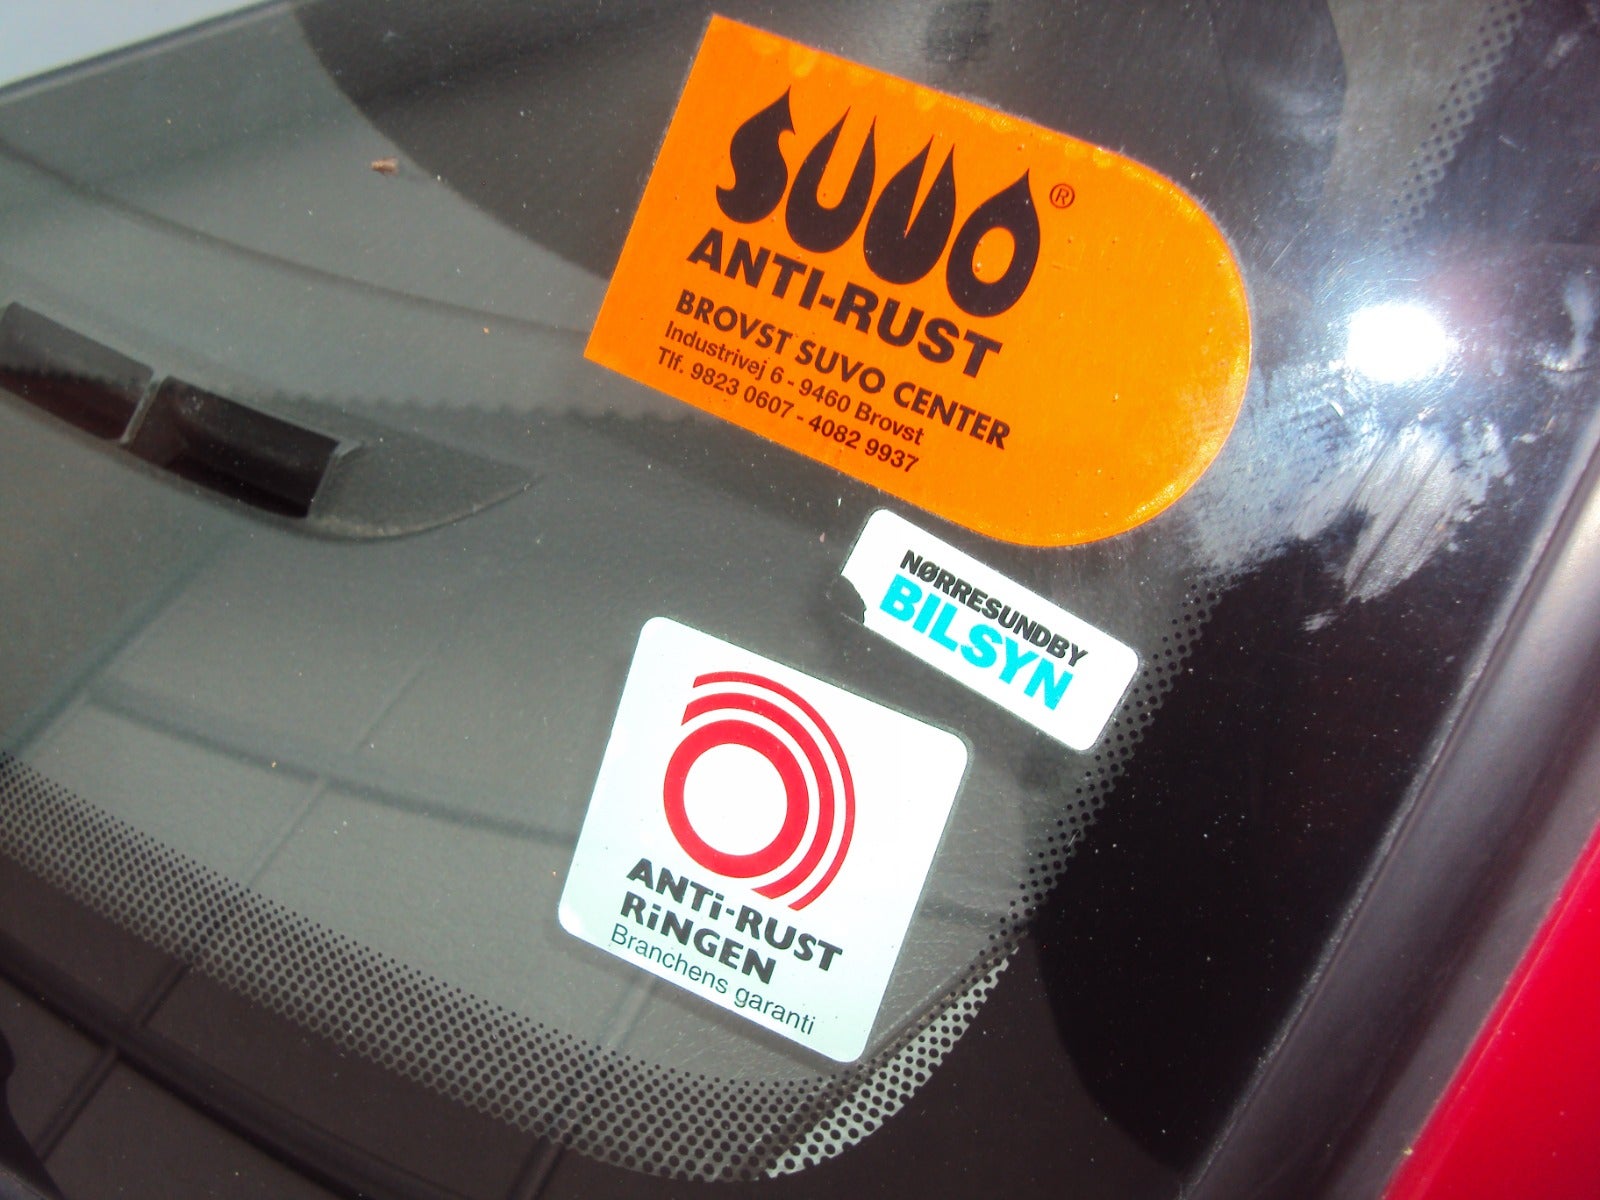 SUVO®
ANTI-RUST
BROVST SUVO CENTER
Industrivej 6 - 9460 Brovst
Tlf. 9823 0607 - 4082 9937
NØRRESUNDBY
BILSYN
ANTi-RUST
RiNGEN
Branchens garanti